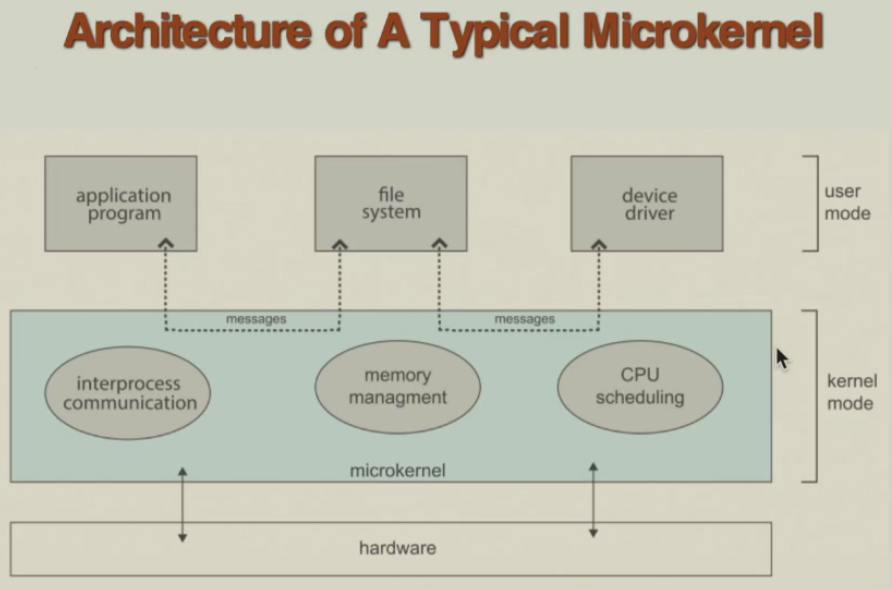 Architecture of A Typical Microkernel
application
program
file
system
device
driver
user
mode
messages
messages
interprocess
communication
memory
managment
CPU
scheduling
kernel
mode
microkernel
hardware